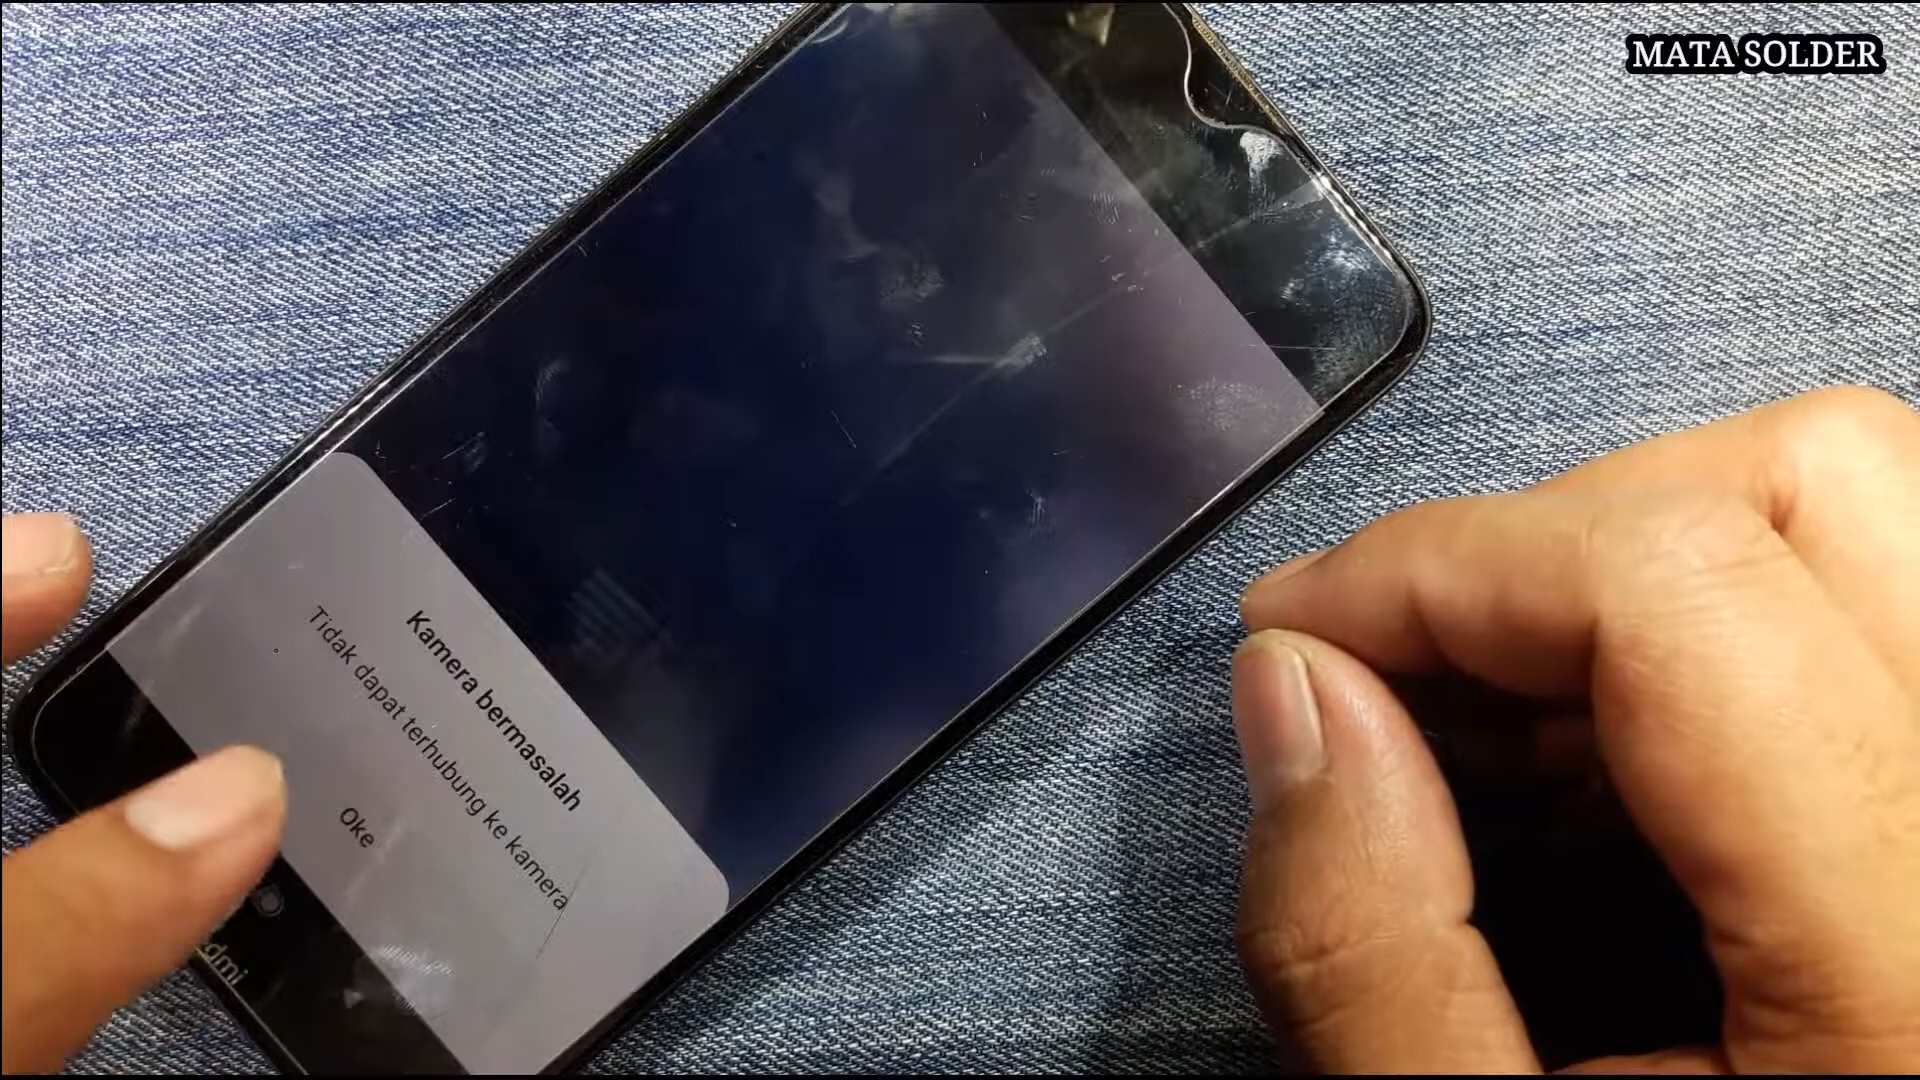 MATA SOLDER
Kamera bermasalah
Tidak dapat terhubung ke kamera
Oke